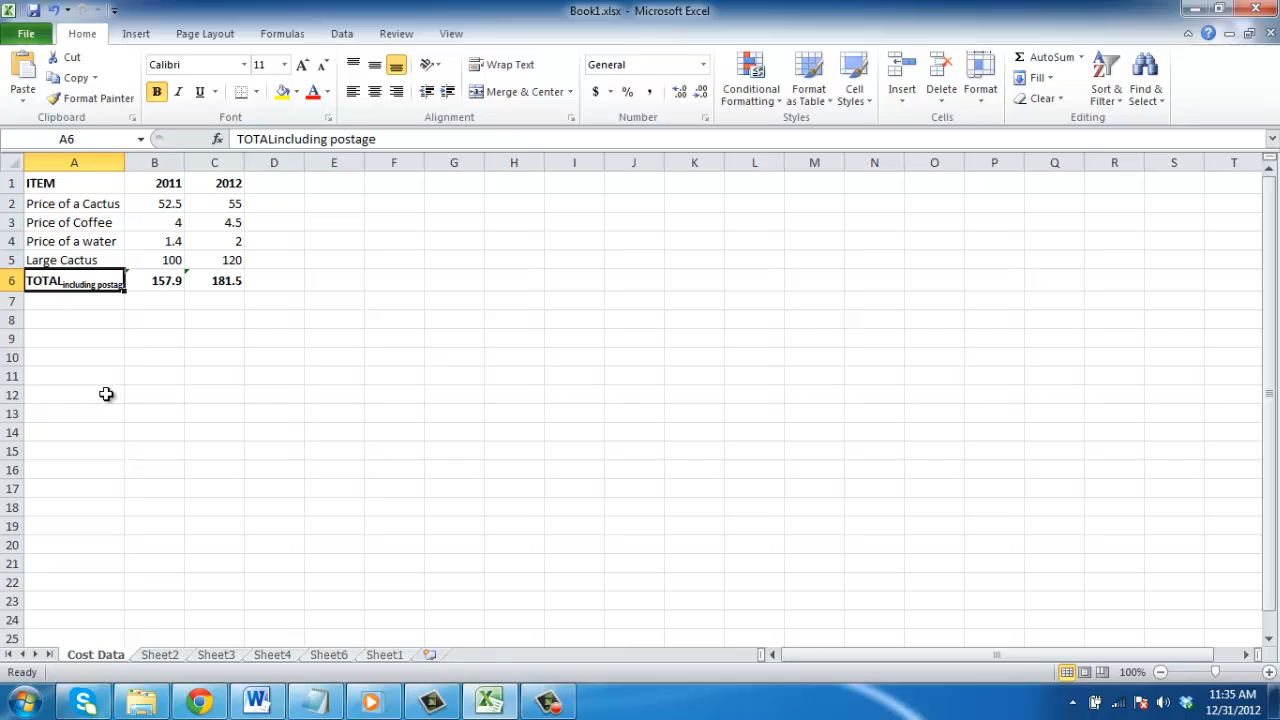 Book1.xlsx - Microsoft Excel
File Home Insert Page Layout Formulas Data Review View
Paste
Cut
Copy
Format Painter
Clipboard
Calibri 11
B I U
Font
Wrap Text
Merge & Center
Alignment
General
$ % ,
Number
Conditional Formatting
Format as Table
Cell Styles
Styles
Insert Delete Format
Cells
AutoSum
Fill
Clear
Sort & Filter
Find & Select
Editing
A6 fx TOTALincluding postage
A B C D E F G H I J K L M N O P Q R S T
1 ITEM 2011 2012
2 Price of a Cactus 52.5 55
3 Price of Coffee 4 4.5
4 Price of a water 1.4 2
5 Large Cactus 100 120
6 TOTALincluding postag 157.9 181.5
7
8
9
10
11
12
13
14
15
16
17
18
19
20
21
22
23
24
25
Cost Data Sheet2 Sheet3 Sheet4 Sheet6 Sheet1
Ready 100%
11:35 AM
12/31/2012